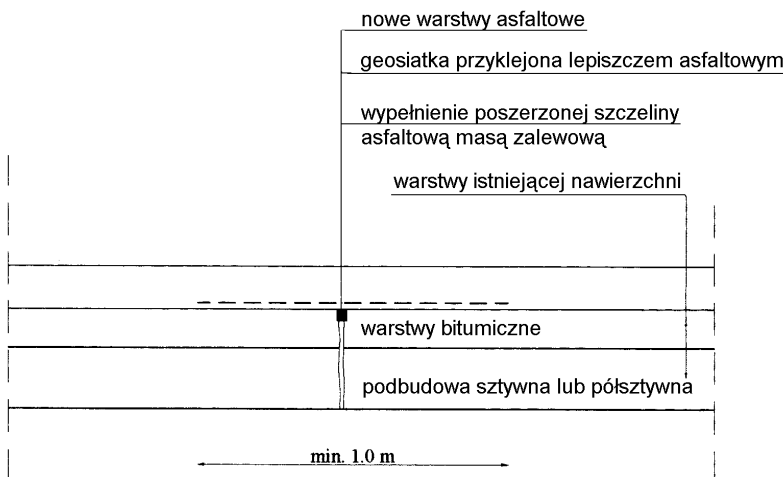 nowe warstwy asfaltowe
geosiatka przyklejona lepiszczem asfaltowym
wypełnienie poszerzonej szczeliny
asfaltową masą zalewową
warstwy istniejącej nawierzchni
warstwy bitumiczne
podbudowa sztywna lub półsztywna
min. 1.0 m